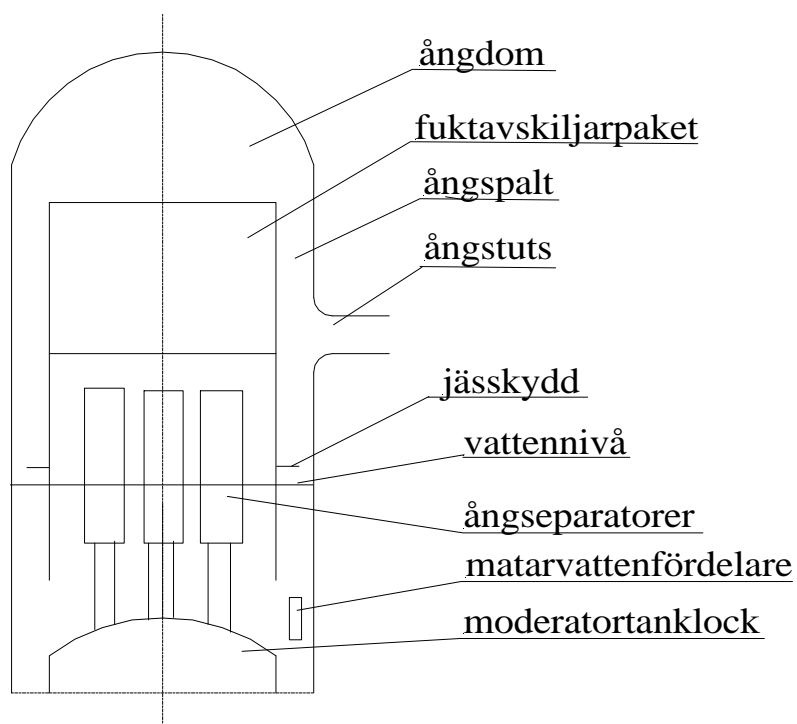 ångdom
fuktavskiljarpaket
ångspalt
ångstuts
jässkydd
vattennivå
ångseparatorer
matarvattenfördelare
moderatortanklock